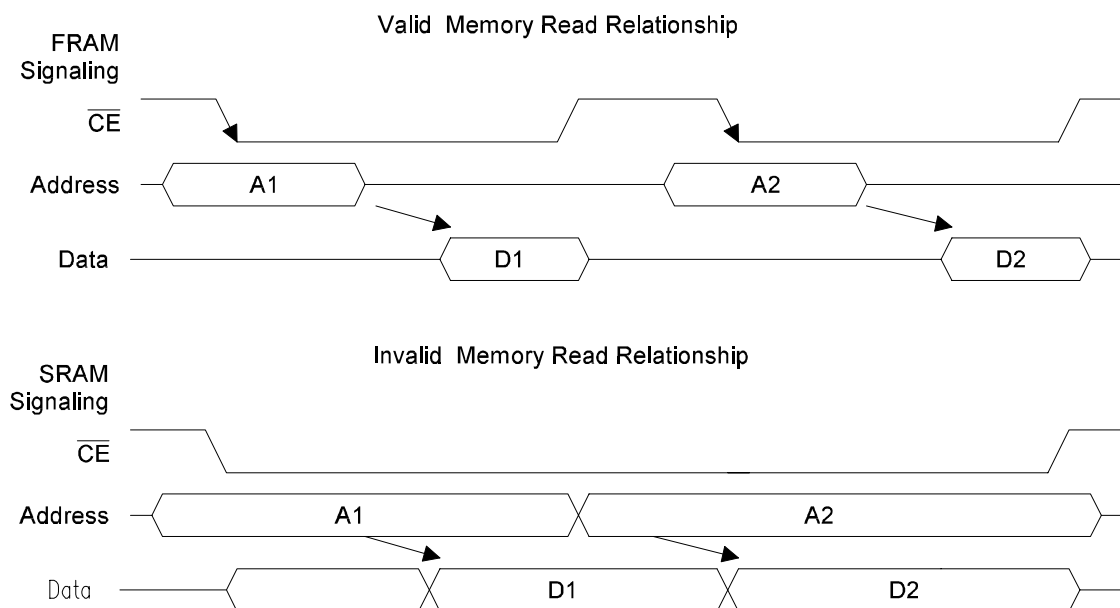 Valid Memory Read Relationship
FRAM
Signaling
CE
Address
A1
A2
Data
D1
D2
Invalid Memory Read Relationship
SRAM
Signaling
CE
Address
A1
A2
Data
D1
D2